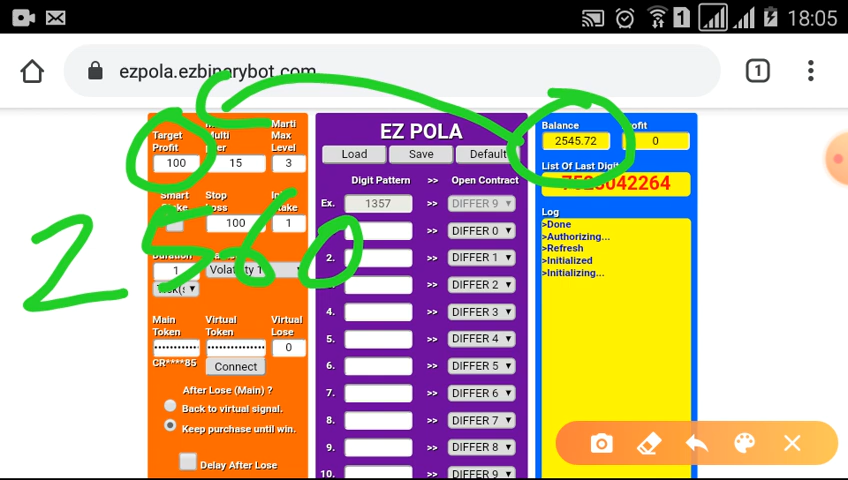 18:05
1
ezpola.ezbinarybot.com
1
Target Profit
100
15
Marti Max Level
3
EZ POLA
Load
Save
Default
Digit Pattern
>>
Open Contract
Ex.
1357
>>
DIFFER 9
>>
DIFFER 0
2.
>>
DIFFER 1
>>
DIFFER 2
4.
>>
DIFFER 3
5.
>>
DIFFER 4
6.
>>
DIFFER 5
7.
>>
DIFFER 6
8.
>>
DIFFER 7
9.
>>
DIFFER 8
10.
>>
DIFFER 9
Balance
2545.72
0
List Of Last Digit
7523042264
Log
>Done
>Authorizing...
>Refresh
>Initialized
>Initializing...
Smart
Stop
100
1
Duration
1
2560
Main Token
Virtual Token
Virtual Lose
0
CR****85
Connect
After Lose (Main) ?
Back to virtual signal.
Keep purchase until win.
Delay After Lose